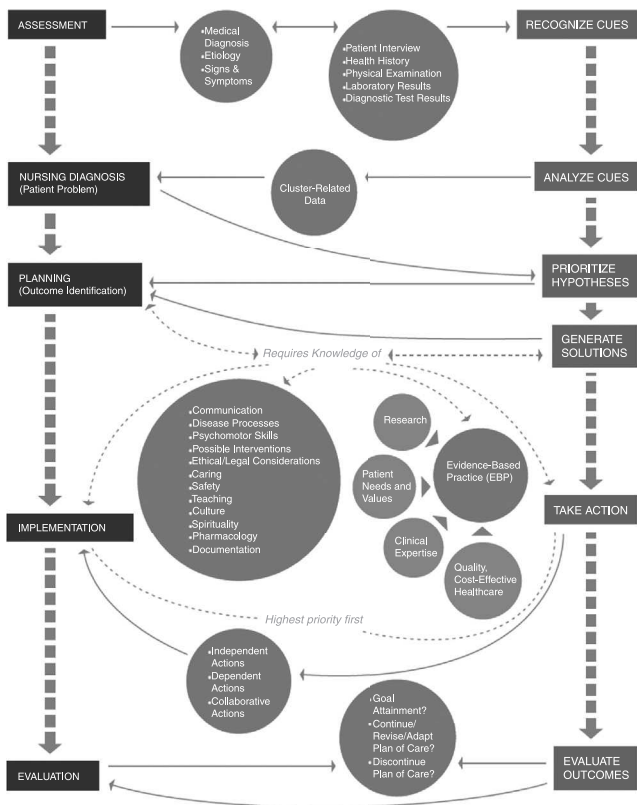 ASSESSMENT
•Medical
Diagnosis
•Etiology
•Signs &
Symptoms
•Patient Interview
•Health History
•Physical Examination
•Laboratory Results
•Diagnostic Test Results
RECOGNIZE CUES
NURSING DIAGNOSIS
(Patient Problem)
Cluster-Related
Data
ANALYZE CUES
PLANNING
(Outcome Identification)
PRIORITIZE
HYPOTHESES
GENERATE
SOLUTIONS
Requires Knowledge of
•Communication
•Disease Processes
•Psychomotor Skills
•Possible Interventions
•Ethical/Legal Considerations
•Caring
•Safety
•Teaching
•Culture
•Spirituality
•Pharmacology
•Documentation
Research
Patient
Needs and
Values
Clinical
Expertise
Evidence-Based
Practice (EBP)
Quality,
Cost-Effective
Healthcare
IMPLEMENTATION
TAKE ACTION
Highest priority first
•Independent
Actions
•Dependent
Actions
•Collaborative
Actions
•Goal
Attainment?
•Continue/
Revise/Adapt
Plan of Care?
•Discontinue
Plan of Care?
EVALUATION
EVALUATE
OUTCOMES